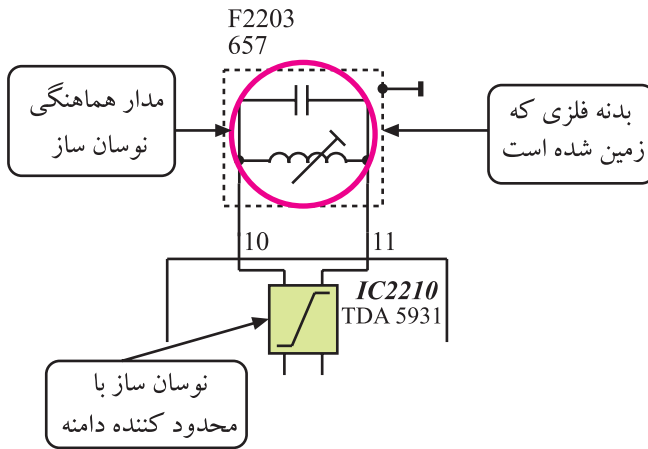 F2203
657
مدار هماهنگی
نوسان ساز
بدنه فلزی که
زمین شده است
10
11
IC2210
TDA 5931
نوسان ساز با
محدود کننده دامنه